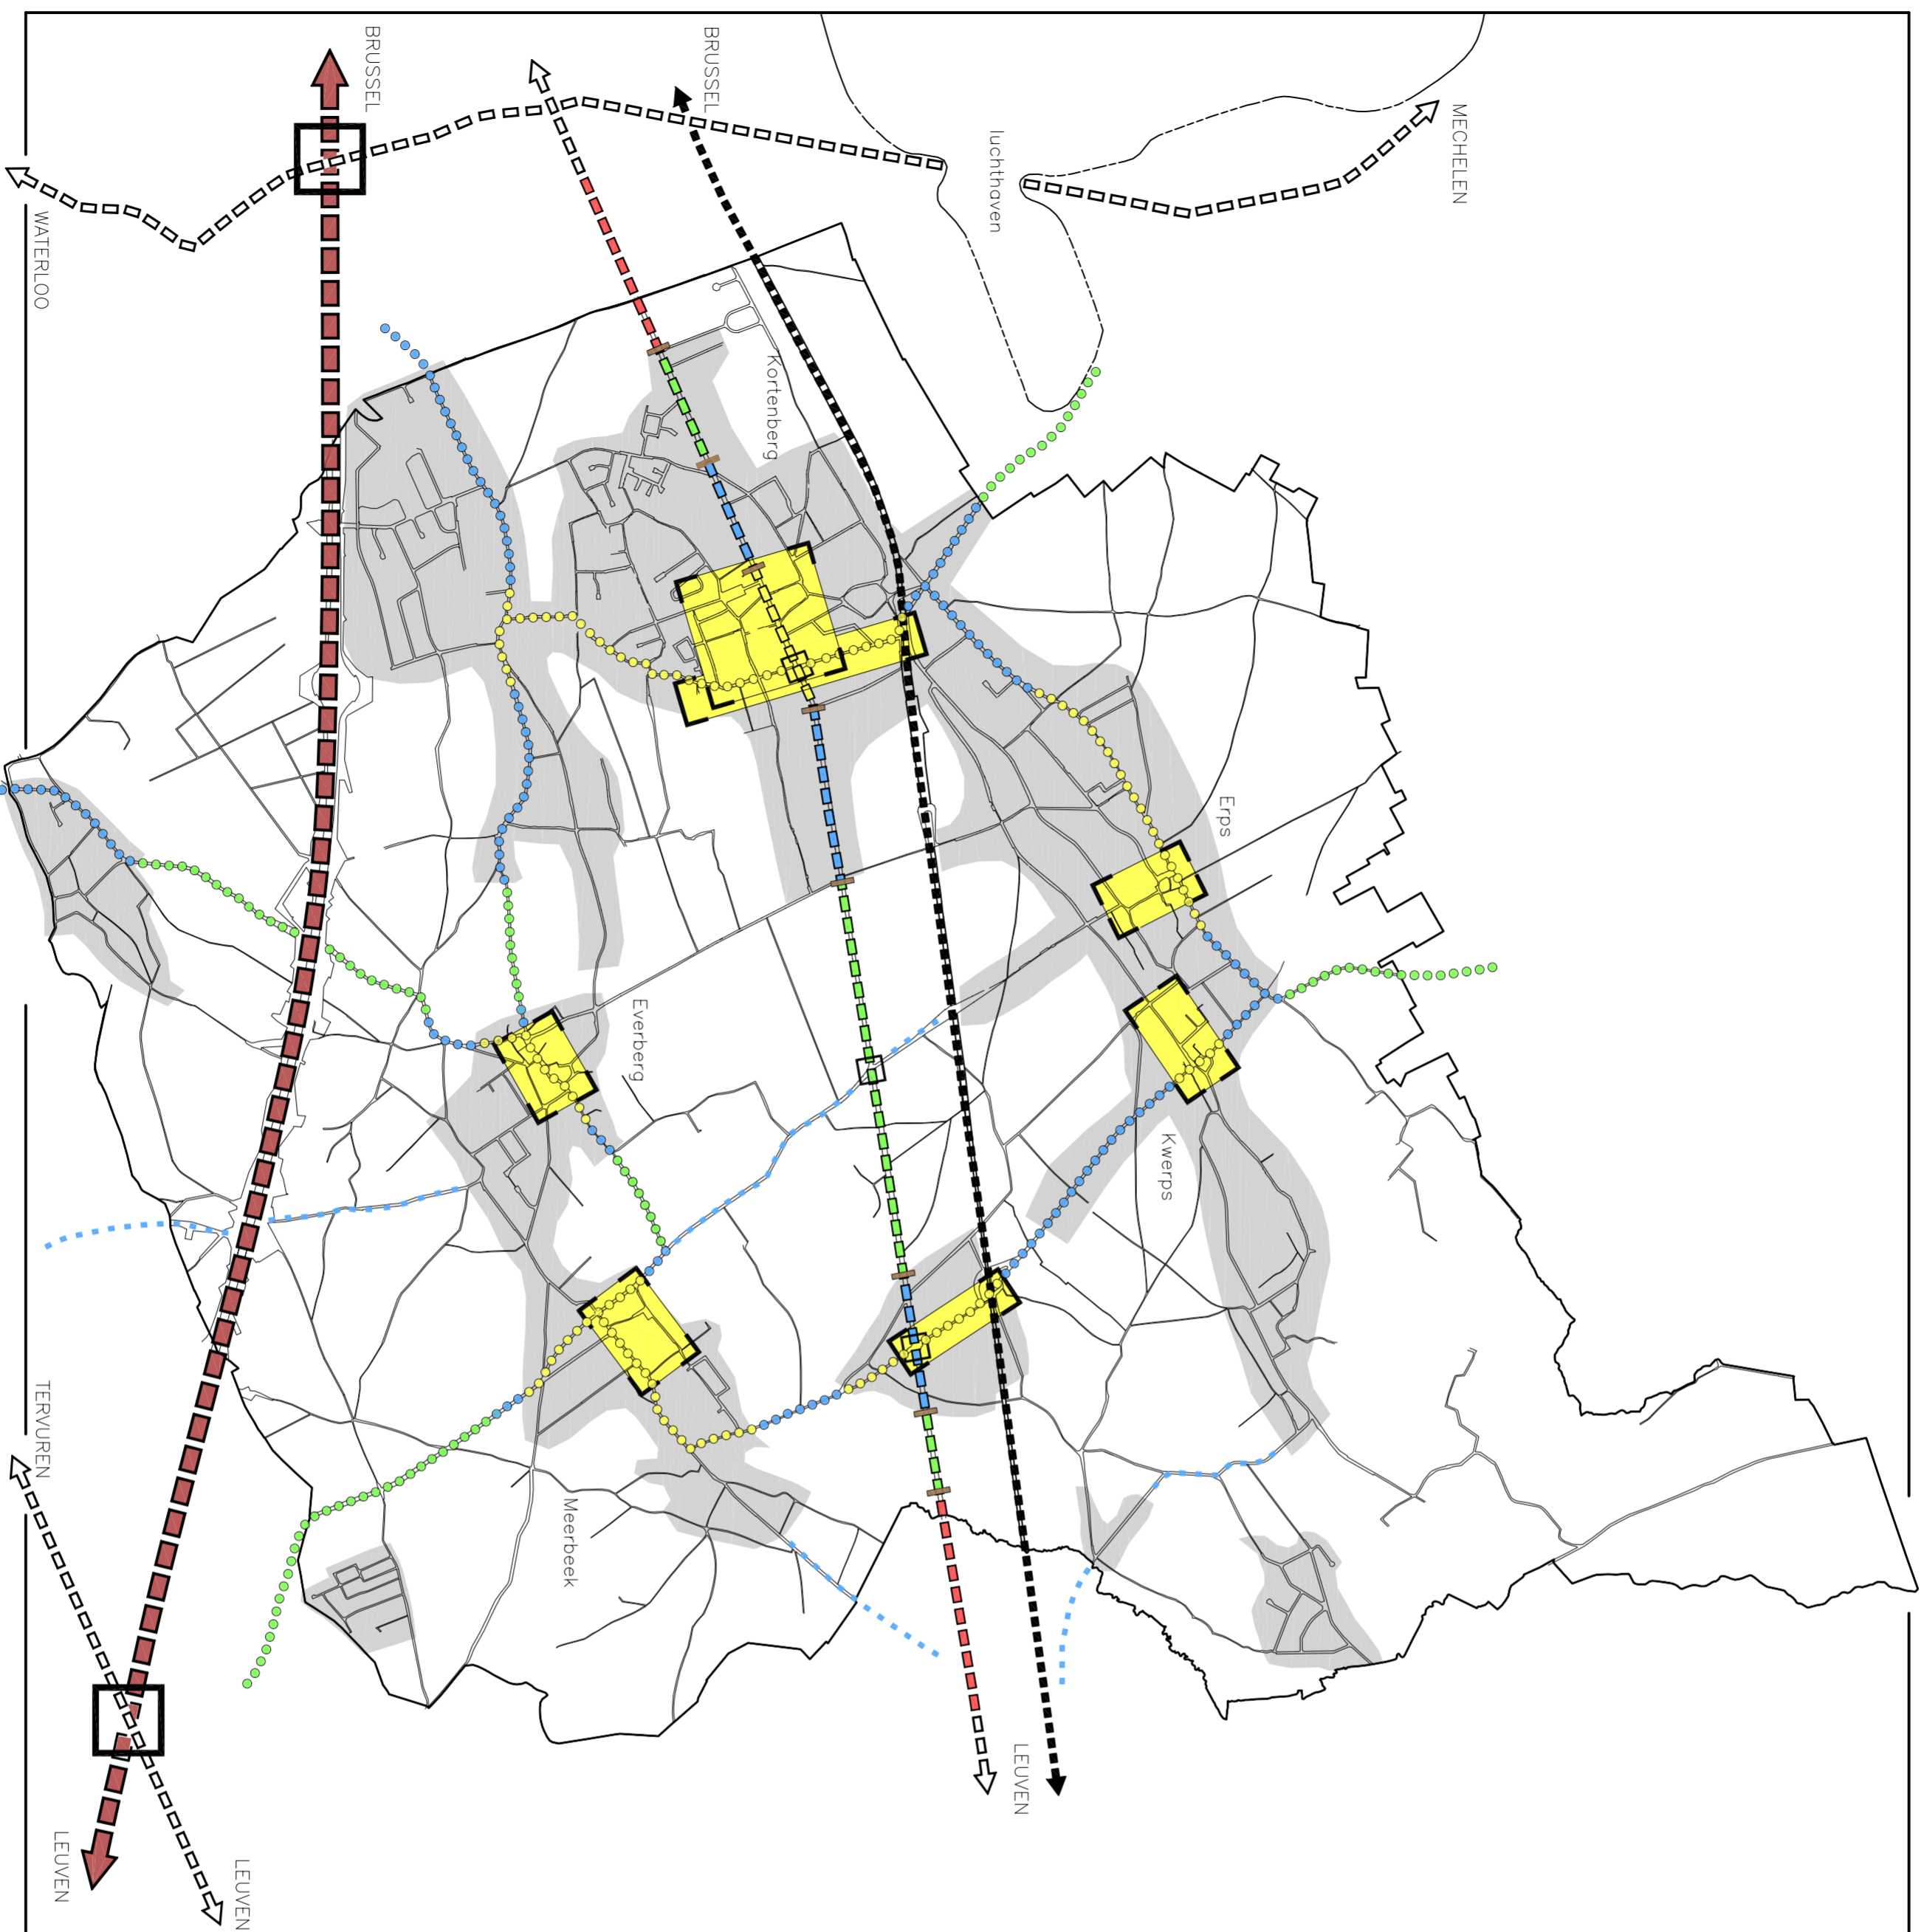 BRUSSEL
BRUSSEL
MECHELEN
luchthaven
WATERLOO
Kortenberg
Erps
Everberg
Kwerps
TERVUREN
Meerbeek
LEUVEN
LEUVEN
LEUVEN